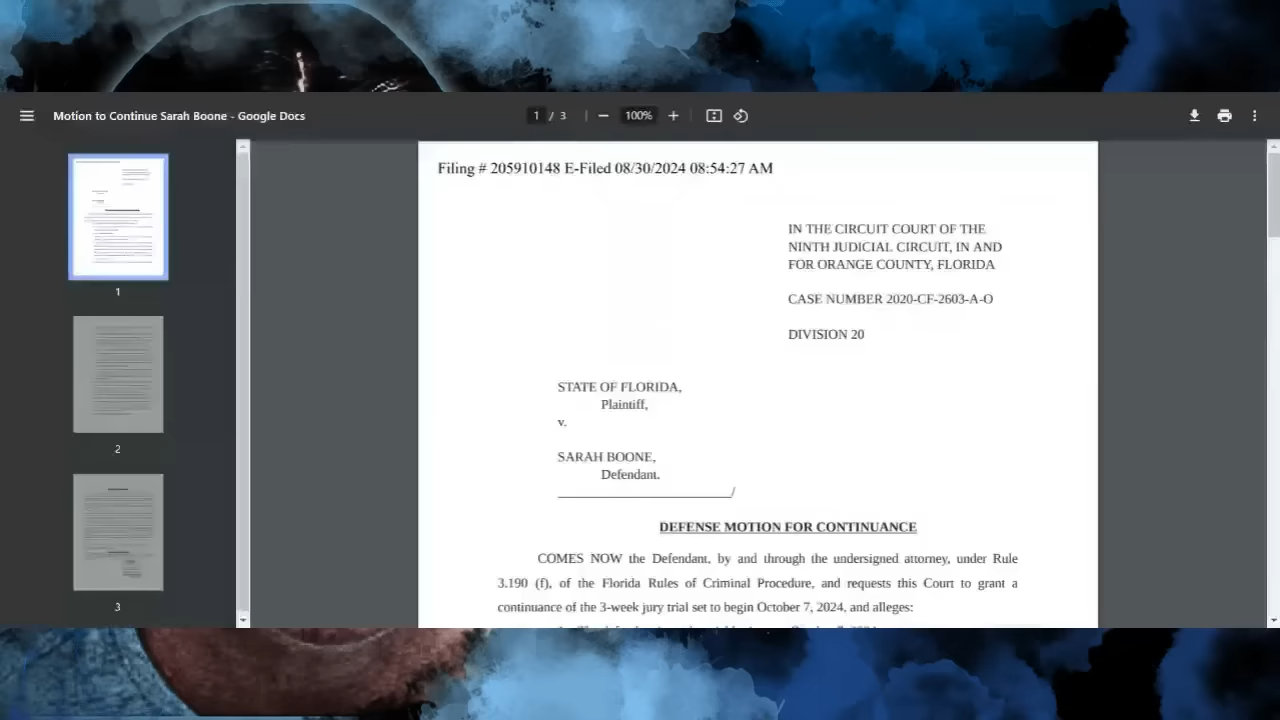 Motion to Continue Sarah Boone - Google Docs
1 / 3
100%
1
2
3
Filing # 205910148 E-Filed 08/30/2024 08:54:27 AM
IN THE CIRCUIT COURT OF THE
NINTH JUDICIAL CIRCUIT, IN AND
FOR ORANGE COUNTY, FLORIDA
CASE NUMBER 2020-CF-2603-A-O
DIVISION 20
STATE OF FLORIDA,
Plaintiff,
v.
SARAH BOONE,
Defendant.
/
DEFENSE MOTION FOR CONTINUANCE
COMES NOW the Defendant, by and through the undersigned attorney, under Rule
3.190 (f), of the Florida Rules of Criminal Procedure, and requests this Court to grant a
continuance of the 3-week jury trial set to begin October 7, 2024, and alleges: